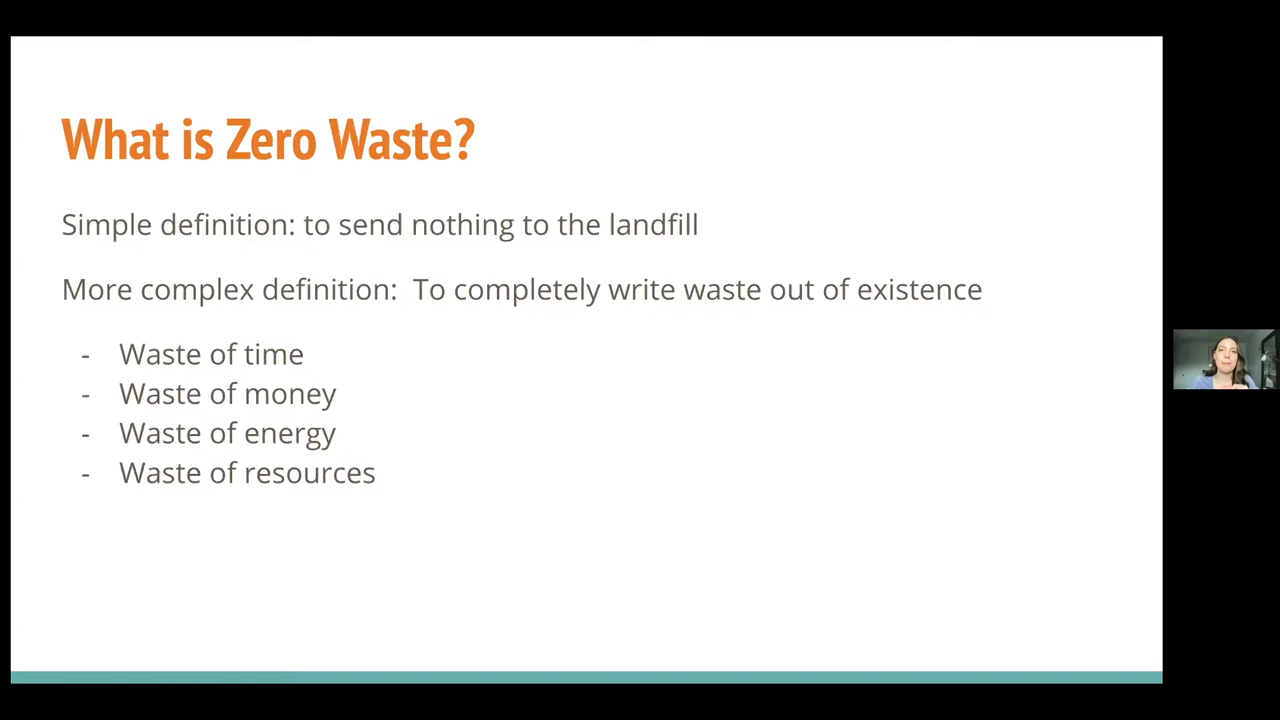 What is Zero Waste?
Simple definition: to send nothing to the landfill
More complex definition:  To completely write waste out of existence
- Waste of time
- Waste of money
- Waste of energy
- Waste of resources